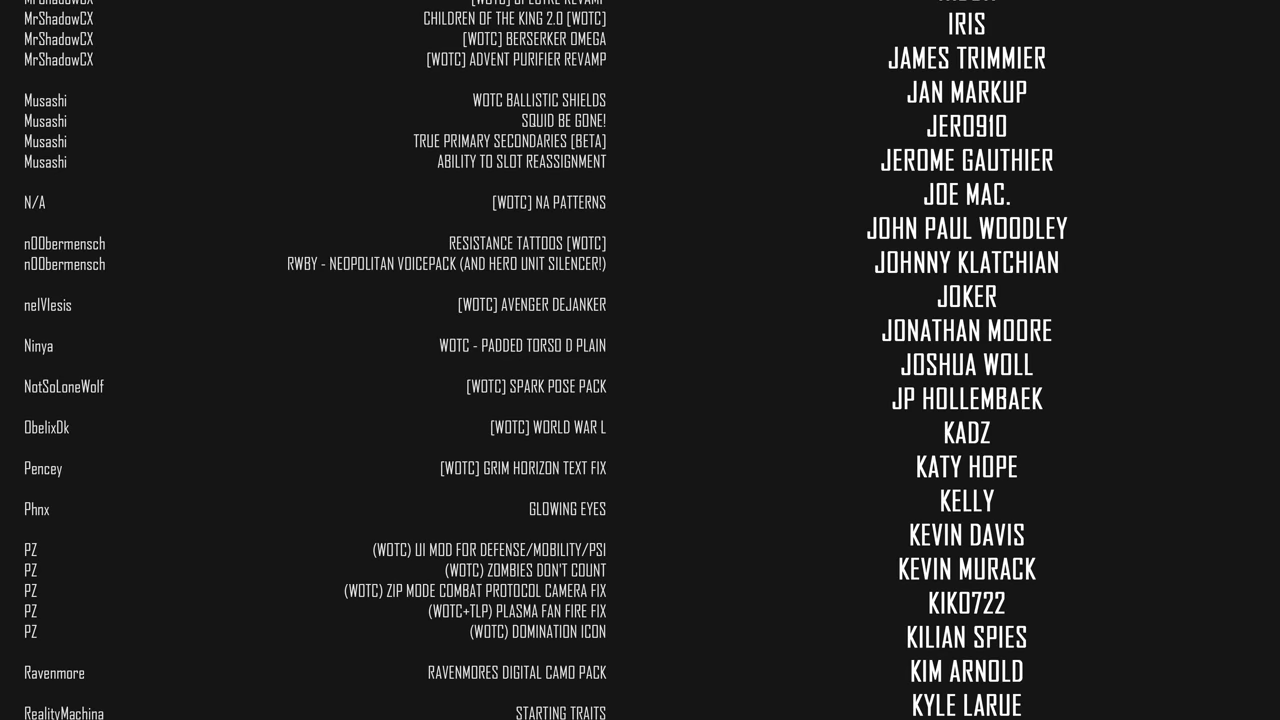 MrShadowCX [WOTC] SPECTRE REVAMP
MrShadowCX CHILDREN OF THE KING 2.0 [WOTC]
MrShadowCX [WOTC] BERSERKER OMEGA
MrShadowCX [WOTC] ADVENT PURIFIER REVAMP
Musashi WOTC BALLISTIC SHIELDS
Musashi SQUID BE GONE!
Musashi TRUE PRIMARY SECONDARIES [BETA]
Musashi ABILITY TO SLOT REASSIGNMENT
N/A [WOTC] NA PATTERNS
n00bermensch RESISTANCE TATTOOS [WOTC]
n00bermensch RWBY - NEOPOLITAN VOICEPACK (AND HERO UNIT SILENCER!)
nelVlesis [WOTC] AVENGER DEJANKER
Ninya WOTC - PADDED TORSO D PLAIN
NotSoLoneWolf [WOTC] SPARK POSE PACK
ObelixDk [WOTC] WORLD WAR L
Pencey [WOTC] GRIM HORIZON TEXT FIX
Phnx GLOWING EYES
PZ (WOTC) UI MOD FOR DEFENSE/MOBILITY/PSI
PZ (WOTC) ZOMBIES DON'T COUNT
PZ (WOTC) ZIP MODE COMBAT PROTOCOL CAMERA FIX
PZ (WOTC+TLP) PLASMA FAN FIRE FIX
PZ (WOTC) DOMINATION ICON
Ravenmore RAVENMORES DIGITAL CAMO PACK
RealityMachina STARTING TRAITS
IRIS
JAMES TRIMMIER
JAN MARKUP
JERO910
JEROME GAUTHIER
JOE MAC.
JOHN PAUL WOODLEY
JOHNNY KLATCHIAN
JOKER
JONATHAN MOORE
JOSHUA WOLL
JP HOLLEMBAEK
KADZ
KATY HOPE
KELLY
KEVIN DAVIS
KEVIN MURACK
KIKO722
KILIAN SPIES
KIM ARNOLD
KYLE LARUE